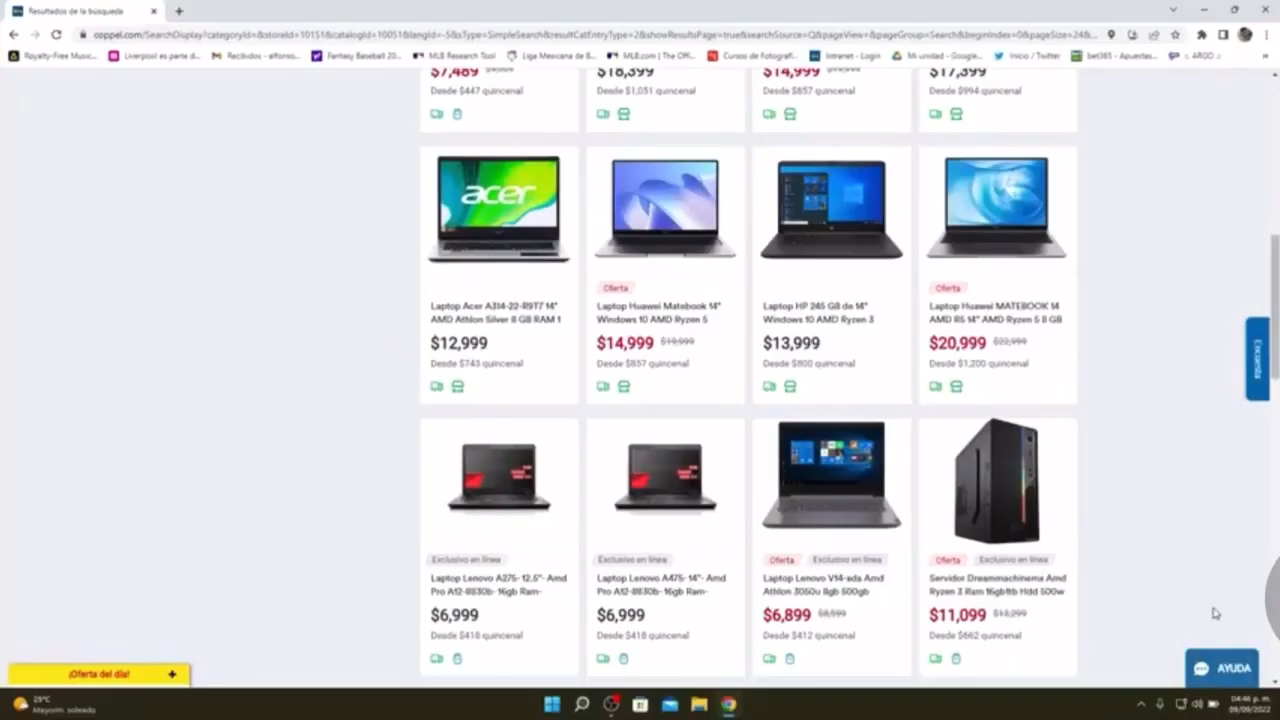 Resultados de la búsqueda
coppel.com/SearchDisplay?categoryId=&storeId=10151&catalogId=10051&langId=-5&sType=SimpleSearch&resultCatEntryType=2&showResultsPage=true&searchSource=Q&pageView=&pageGroup=Search&beginIndex=0&pageSize=24&...
Royalty-Free Music... Liverpool es parte d... Recibidos - alfonso... Fantasy Baseball 20... MLB Research Tool Liga Mexicana de B... MLB.com | The Offi... Cursos de Fotografí... Intranet - Login Mi unidad - Google... Inicio / Twitter bet365 - Apuestas... .: ARGO :.
$7,489 $18,399 $14,999 $17,399
Desde $447 quincenal Desde $1,051 quincenal Desde $857 quincenal Desde $994 quincenal
acer
Oferta Oferta
Laptop Acer A314-22-R9T7 14" Laptop Huawei Matebook 14" Laptop HP 245 G8 de 14" Laptop Huawei MATEBOOK 14
AMD Athlon Silver 8 GB RAM 1 Windows 10 AMD Ryzen 5 Windows 10 AMD Ryzen 3 AMD R5 14" AMD Ryzen 5 8 GB
$12,999 $14,999 $19,999 $13,999 $20,999 $22,999
Desde $743 quincenal Desde $857 quincenal Desde $800 quincenal Desde $1,200 quincenal
Encuesta
Exclusivo en línea Exclusivo en línea Oferta Exclusivo en línea Oferta Exclusivo en línea
Laptop Lenovo A275- 12.5"- Amd Laptop Lenovo A475- 14"- Amd Laptop Lenovo V14-ada Amd Servidor Dreammachinemx Amd
Pro A12-8830b- 16gb Ram- Pro A12-8830b- 16gb Ram- Athlon 3050u 8gb 500gb Ryzen 3 Ram 16gb1tb Hdd 500w
$6,999 $6,999 $6,899 $8,599 $11,099 $13,299
Desde $418 quincenal Desde $418 quincenal Desde $412 quincenal Desde $662 quincenal
¡Oferta del día! +
AYUDA
25°C
Mayorm. soleado
04:46 p. m.
09/09/2022